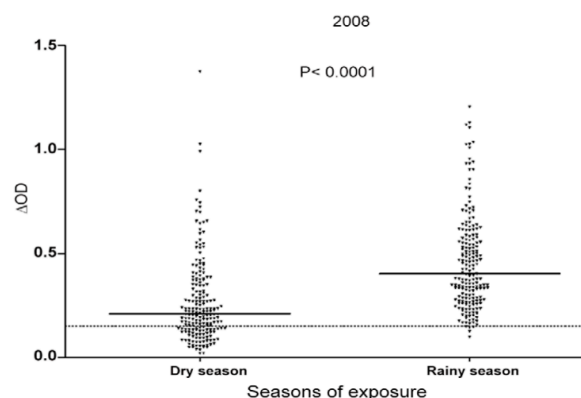 2008
P< 0.0001
1.5
1.0
ΔOD
0.5
0.0
Dry season Rainy season
Seasons of exposure